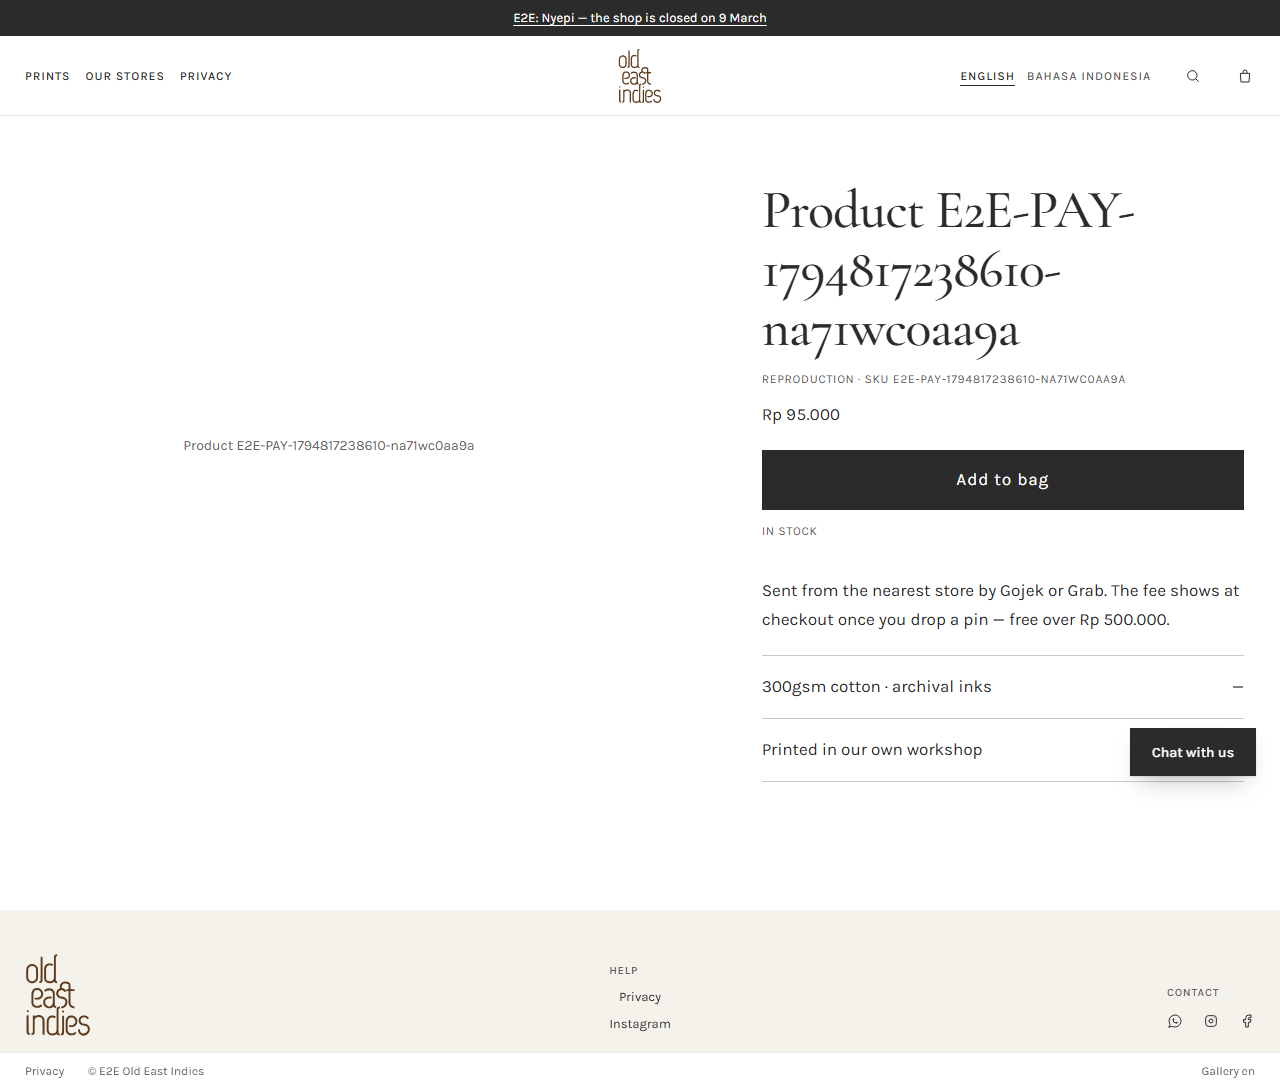 E2E: Nyepi — the shop is closed on 9 March
PRINTS OUR STORES PRIVACY
old
east
indies
ENGLISH BAHASA INDONESIA
Product E2E-PAY-
1794817238610-
na71wc0aa9a
REPRODUCTION · SKU E2E-PAY-1794817238610-NA71WC0AA9A
Rp 95.000
Product E2E-PAY-1794817238610-na71wc0aa9a
Add to bag
IN STOCK
Sent from the nearest store by Gojek or Grab. The fee shows at
checkout once you drop a pin — free over Rp 500.000.
300gsm cotton · archival inks
Printed in our own workshop
Chat with us
old
east
indies
HELP
Privacy
Instagram
CONTACT
Privacy © E2E Old East Indies
Gallery en